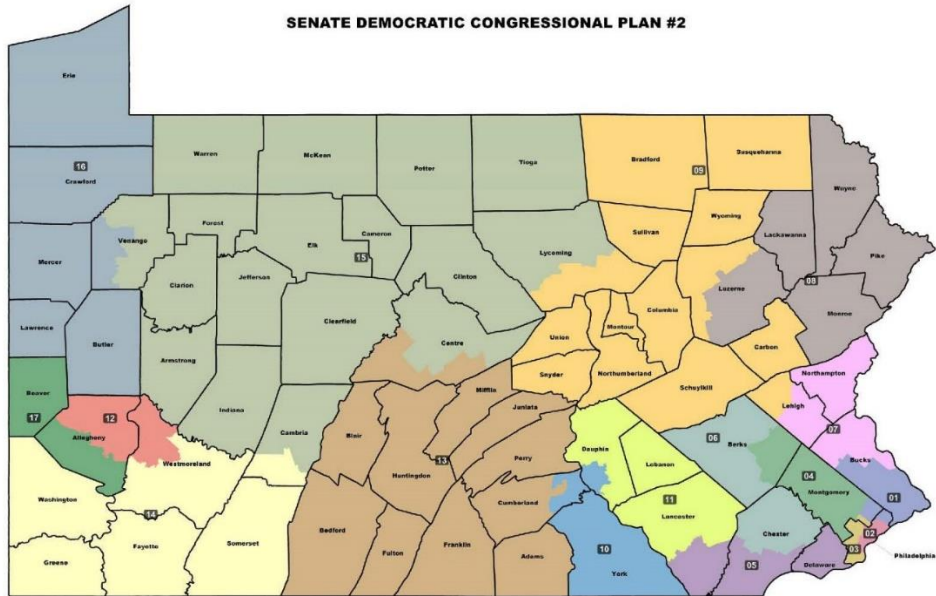 SENATE DEMOCRATIC CONGRESSIONAL PLAN #2
Erie
16
Crawford
Warren
McKean
Potter
Tioga
Bradford
09
Susquehanna
Wayne
Mercer
Venango
Forest
Elk
Cameron
15
Lycoming
Sullivan
Wyoming
Lackawanna
Pike
08
Clarion
Jefferson
Clinton
Luzerne
Monroe
Lawrence
Butler
Clearfield
Centre
Union
Montour
Columbia
Carbon
Armstrong
Snyder
Northumberland
Schuylkill
Northampton
Beaver
17
12
Allegheny
Indiana
Cambria
Blair
Mifflin
Juniata
Dauphin
Lehigh
07
Westmoreland
Huntingdon
13
Perry
Lebanon
06
Berks
Bucks
04
Montgomery
01
Washington
14
Cumberland
11
Lancaster
Chester
02
03
Philadelphia
Greene
Fayette
Somerset
Bedford
Fulton
Franklin
Adams
10
York
05
Delaware